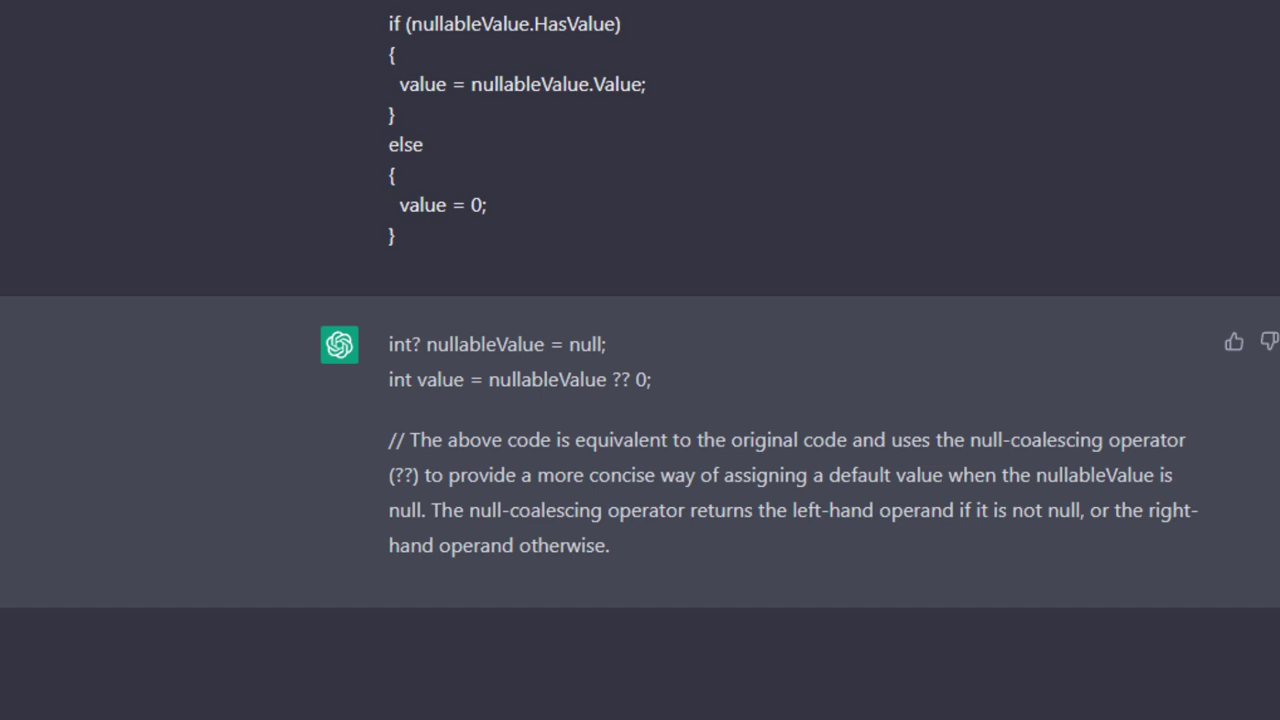 if (nullableValue.HasValue)
{
value = nullableValue.Value;
}
else
{
value = 0;
}
int? nullableValue = null;
int value = nullableValue ?? 0;
// The above code is equivalent to the original code and uses the null-coalescing operator
(??) to provide a more concise way of assigning a default value when the nullableValue is
null. The null-coalescing operator returns the left-hand operand if it is not null, or the right-
hand operand otherwise.